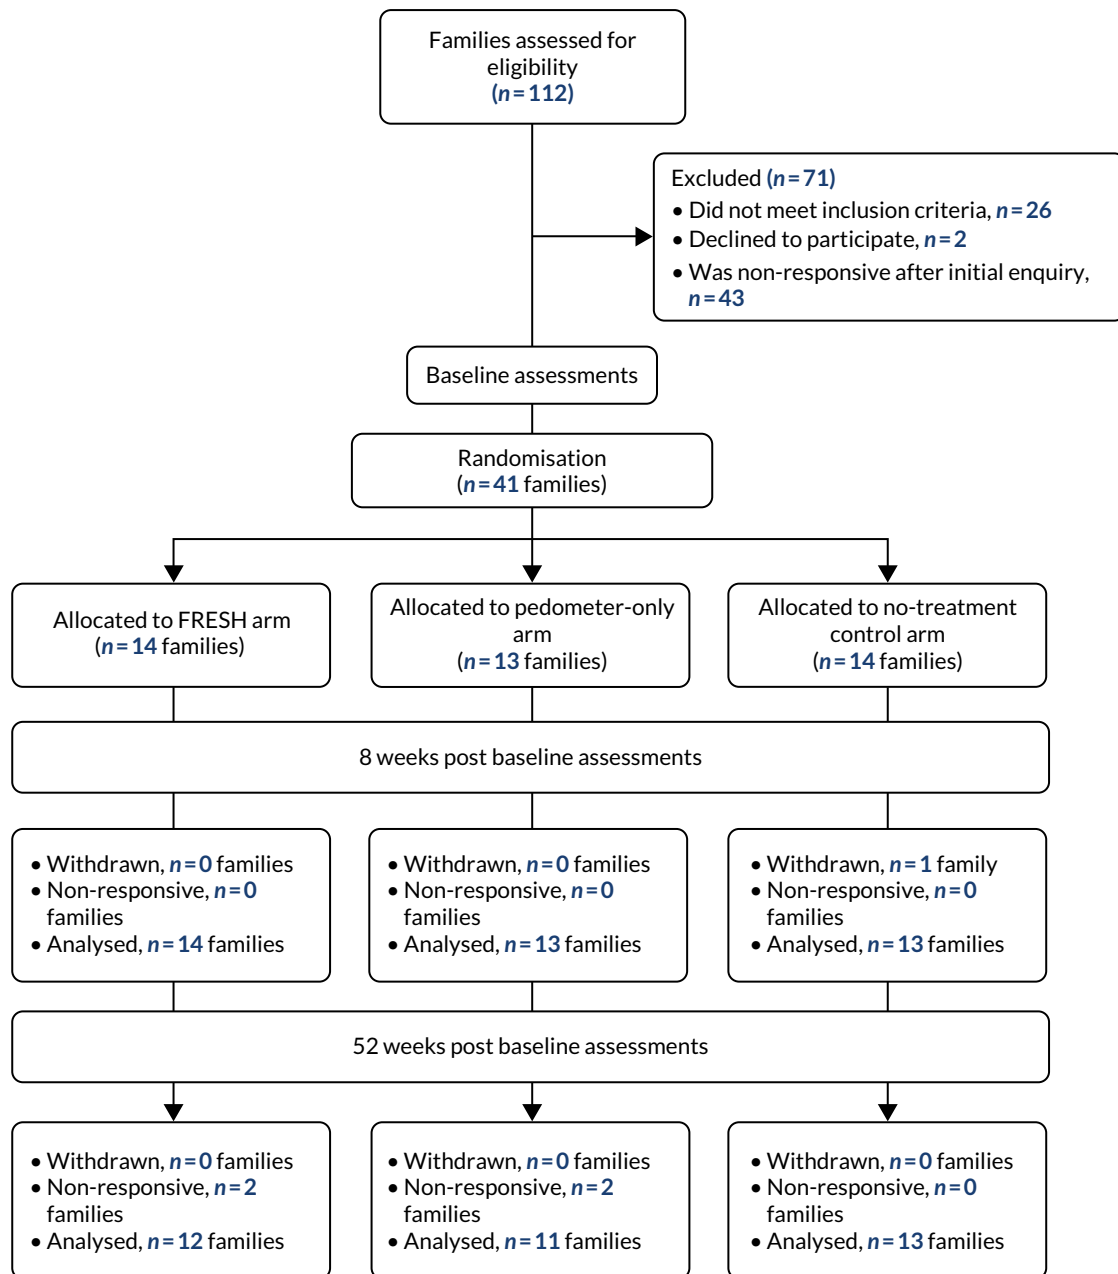 Families assessed for
eligibility
(n=112)
Excluded (n=71)
• Did not meet inclusion criteria, n=26
• Declined to participate, n=2
• Was non-responsive after initial enquiry,
n=43
Baseline assessments
Randomisation
(n=41 families)
Allocated to FRESH arm
(n=14 families)
Allocated to pedometer-only
arm
(n=13 families)
Allocated to no-treatment
control arm
(n=14 families)
8 weeks post baseline assessments
• Withdrawn, n=0 families
• Non-responsive, n=0
families
• Analysed, n=14 families
• Withdrawn, n=0 families
• Non-responsive, n=0
families
• Analysed, n=13 families
• Withdrawn, n=1 family
• Non-responsive, n=0
families
• Analysed, n=13 families
52 weeks post baseline assessments
• Withdrawn, n=0 families
• Non-responsive, n=2
families
• Analysed, n=12 families
• Withdrawn, n=0 families
• Non-responsive, n=2
families
• Analysed, n=11 families
• Withdrawn, n=0 families
• Non-responsive, n=0
families
• Analysed, n=13 families